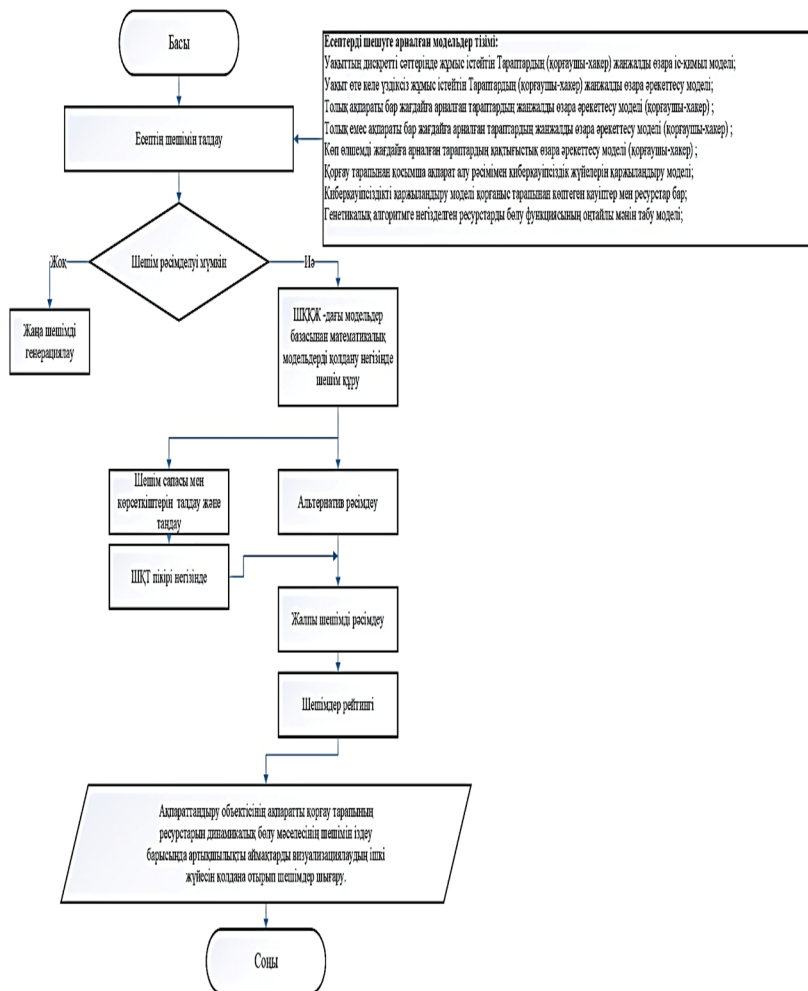 Басы
Есептерді шешуге арналған модельдер тізімі:
Уақыттың дискретті сәттерінде жұмыс істейтін Тараптардың (қорғаушы-хакер) жанжалды өзара іс-қимыл моделі;
Уақыт өте келе үздіксіз жұмыс істейтін Тараптардың (қорғаушы-хакер) жанжалды өзара әрекеттесу моделі;
Толық ақпараты бар жағдайға арналған тараптардың жанжалды өзара әрекеттесу моделі (қорғаушы-хакер) ;
Толық емес ақпараты бар жағдайға арналған тараптардың жанжалды өзара әрекеттесу моделі (қорғаушы-хакер) ;
Көп өлшемді жағдайға арналған тараптардың қақтығыстық өзара әрекеттесу моделі (қорғаушы-хакер) ;
Қорғау тарапынан қосымша ақпарат алу рәсімімен киберқауіпсіздік жүйелерін қаржыландыру моделі;
Киберқауіпсіздікті қаржыландыру моделі қорғаныс тарапынан көптеген қауіптер мен ресурстар бар;
Генетикалық алгоритмге негізделген ресурстарды бөлу функциясының оңтайлы мәнін табу моделі;
Есептің шешімін талдау
Шешім рәсімделуі мүмкін
Жоқ
Иә
Жаңа шешімді
генерациялау
ШҚҚЖ -дағы модельдер
базасынан математикалық
модельдерді қолдану негізінде
шешім құру
Шешім сапасы мен
көрсеткіштерін талдау және
таңдау
Альтернатив рәсімдеу
ШҚТ пікірі негізінде
Жалпы шешімді рәсімдеу
Шешімдер рейтингі
Ақпараттандыру объектісінің ақпаратты қорғау тарапының
ресурстарын динамикалық бөлу мәселесінің шешімін іздеу
барысында артықшылықты аймақтарды визуализациялаудың ішкі
жүйесін қолдана отырып шешімдер шығару.
Соңы